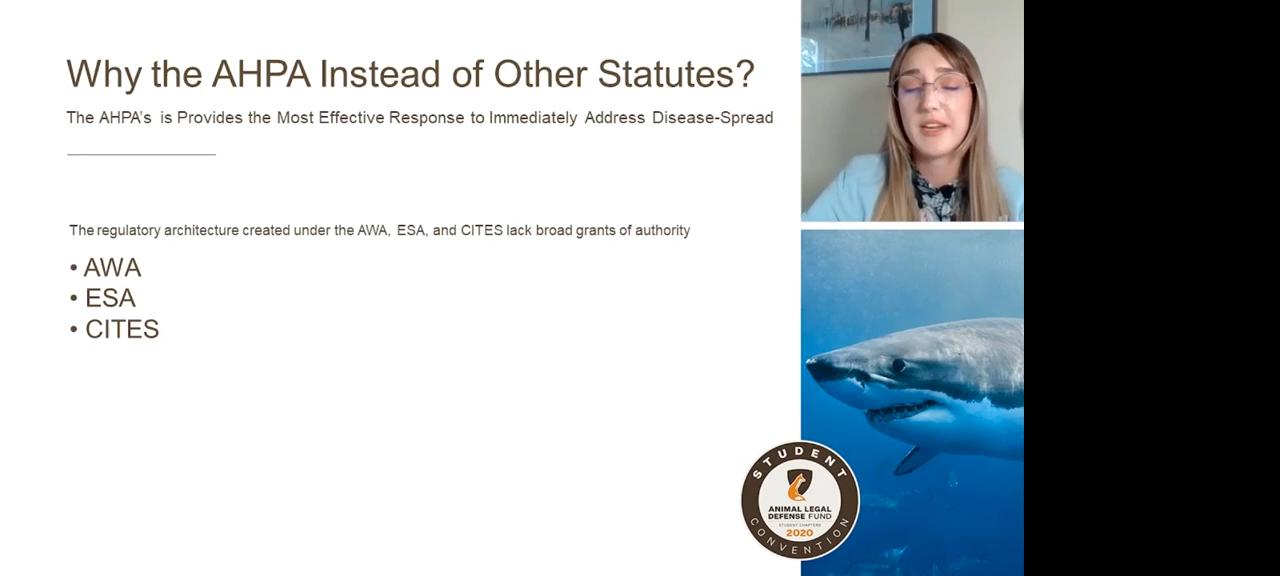 Why the AHPA Instead of Other Statutes?
The AHPA's is Provides the Most Effective Response to Immediately Address Disease-Spread
The regulatory architecture created under the AWA, ESA, and CITES lack broad grants of authority
• AWA
• ESA
• CITES
STUDENT
ANIMAL LEGAL
DEFENSE FUND
STUDENT CHAPTERS
2020
CONVENTION